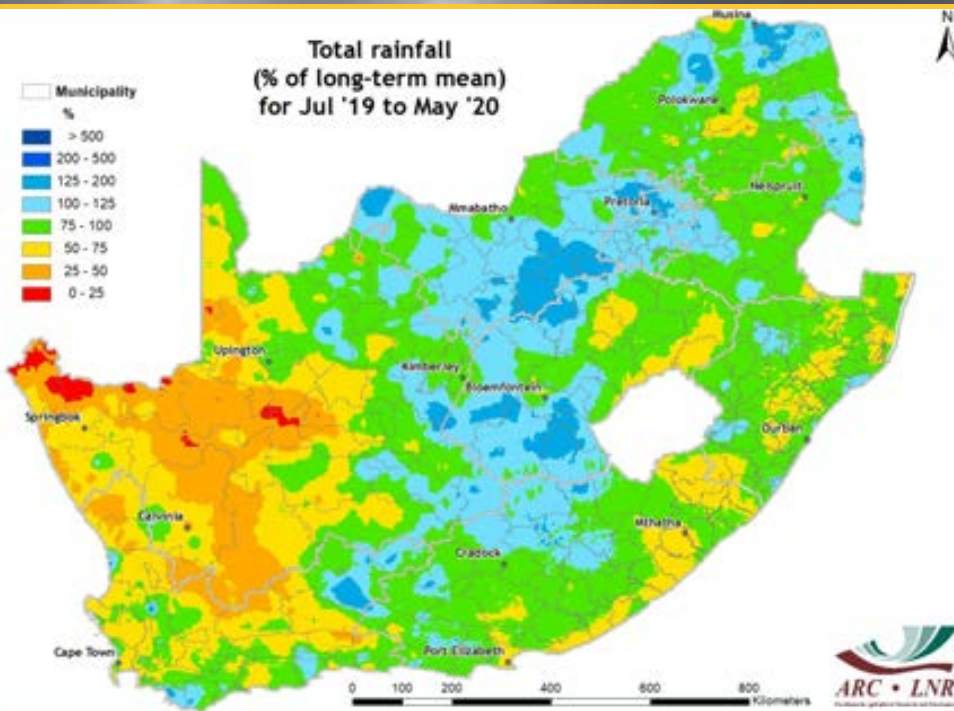 Total rainfall
(% of long-term mean)
for Jul '19 to May '20
N
Municipality
%
> 500
200 - 500
125 - 200
100 - 125
75 - 100
50 - 75
25 - 50
0 - 25
Musina
Polokwane
Nelspruit
Mmabatho
Pretoria
Upington
Kimberley
Bloemfontein
Springbok
Durban
Calvinia
Mthatha
Cradock
Cape Town
Port Elizabeth
0 100 200 400 600 800
Kilometers
ARC • LNR